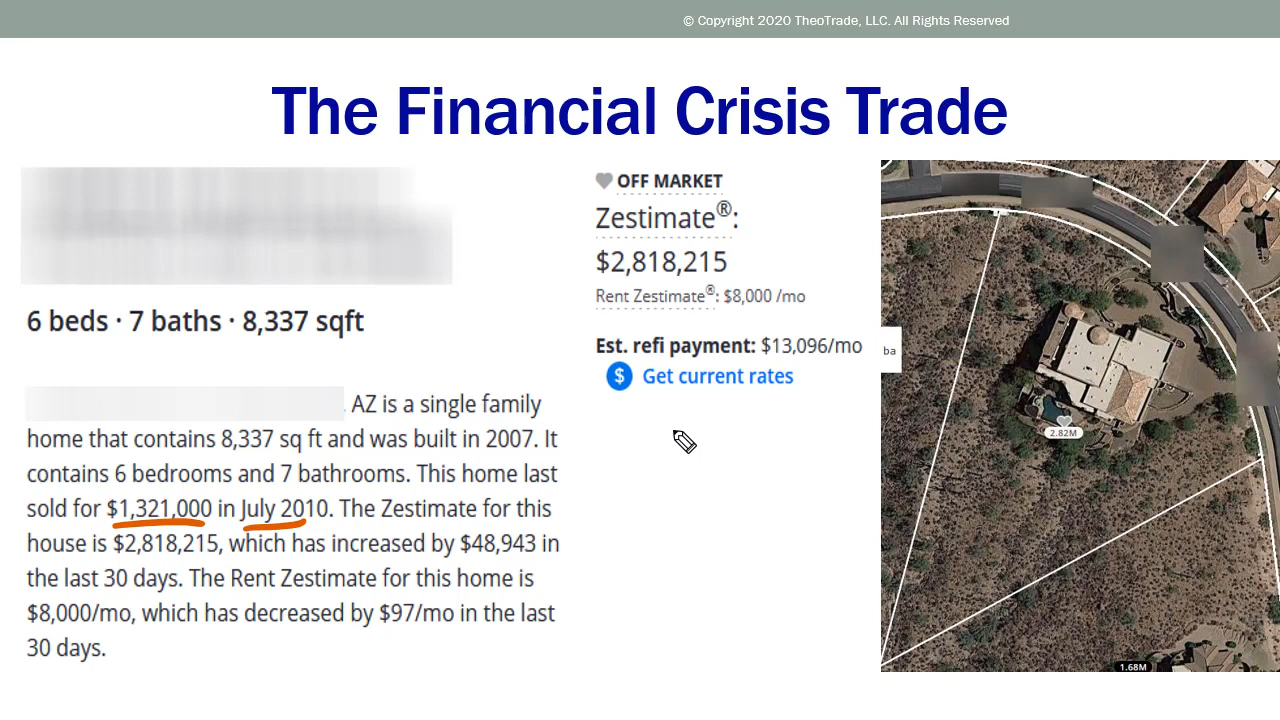 © Copyright 2020 TheoTrade, LLC. All Rights Reserved
The Financial Crisis Trade
6 beds · 7 baths · 8,337 sqft
, AZ is a single family
home that contains 8,337 sq ft and was built in 2007. It
contains 6 bedrooms and 7 bathrooms. This home last
sold for $1,321,000 in July 2010. The Zestimate for this
house is $2,818,215, which has increased by $48,943 in
the last 30 days. The Rent Zestimate for this home is
$8,000/mo, which has decreased by $97/mo in the last
30 days.
OFF MARKET
Zestimate®:
$2,818,215
Rent Zestimate®: $8,000 /mo
Est. refi payment: $13,096/mo
$ Get current rates
ba
2.82M
1.68M